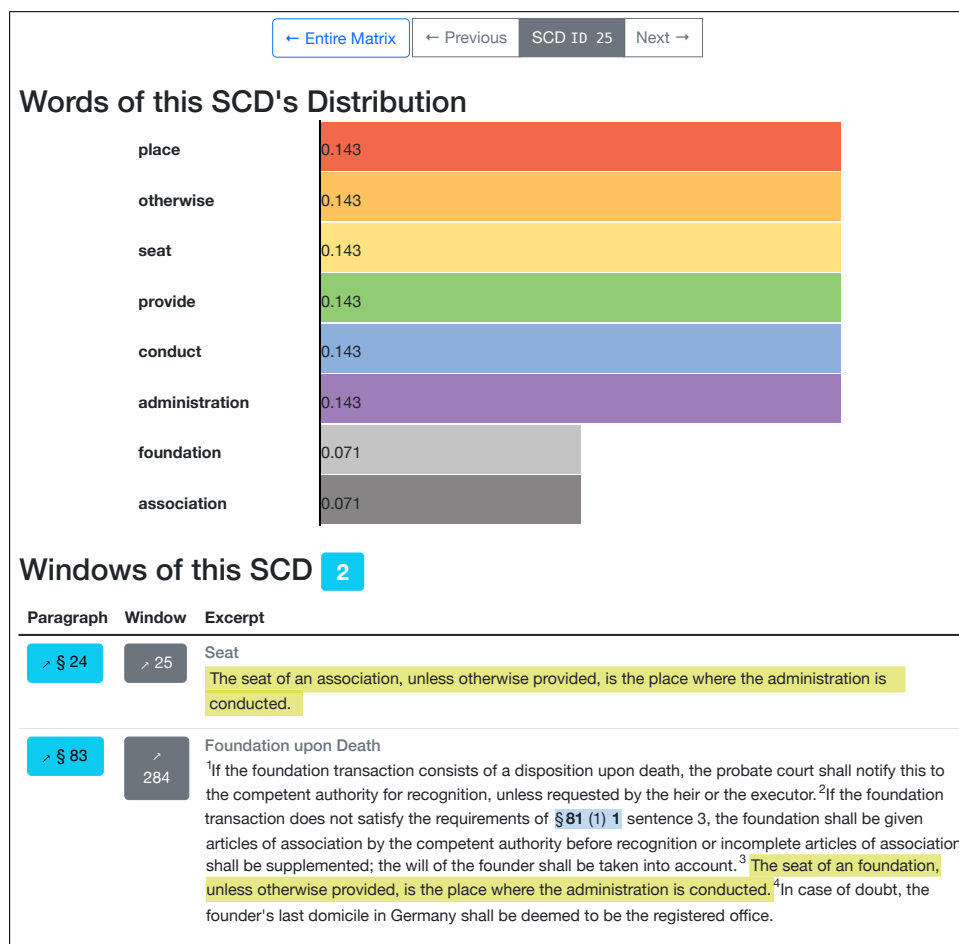 ← Entire Matrix ← Previous SCD ID 25 Next →
Words of this SCD's Distribution
place 0.143
otherwise 0.143
seat 0.143
provide 0.143
conduct 0.143
administration 0.143
foundation 0.071
association 0.071
Windows of this SCD 2
Paragraph Window Excerpt
↗ § 24 ↗ 25 Seat
The seat of an association, unless otherwise provided, is the place where the administration is
conducted.
↗ § 83 ↗ 284 Foundation upon Death
¹If the foundation transaction consists of a disposition upon death, the probate court shall notify this to
the competent authority for recognition, unless requested by the heir or the executor. ²If the foundation
transaction does not satisfy the requirements of § 81 (1) 1 sentence 3, the foundation shall be given
articles of association by the competent authority before recognition or incomplete articles of association
shall be supplemented; the will of the founder shall be taken into account. ³ The seat of an foundation,
unless otherwise provided, is the place where the administration is conducted. ⁴In case of doubt, the
founder's last domicile in Germany shall be deemed to be the registered office.